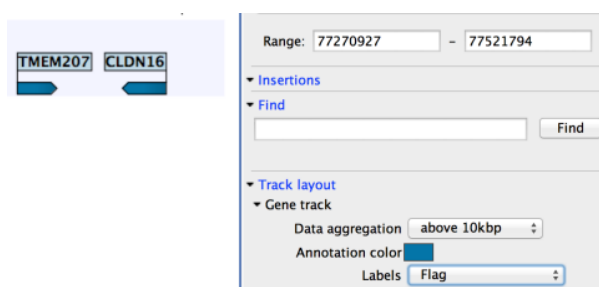 TMEM207 CLDN16
Range: 77270927 - 77521794
Insertions
Find
Find
Track layout
Gene track
Data aggregation above 10kbp
Annotation color
Labels Flag